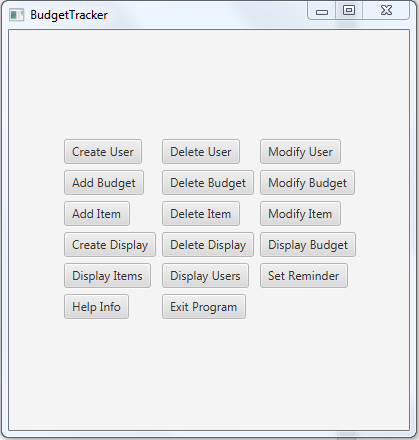 BudgetTracker
Create User Delete User Modify User
Add Budget Delete Budget Modify Budget
Add Item Delete Item Modify Item
Create Display Delete Display Display Budget
Display Items Display Users Set Reminder
Help Info Exit Program